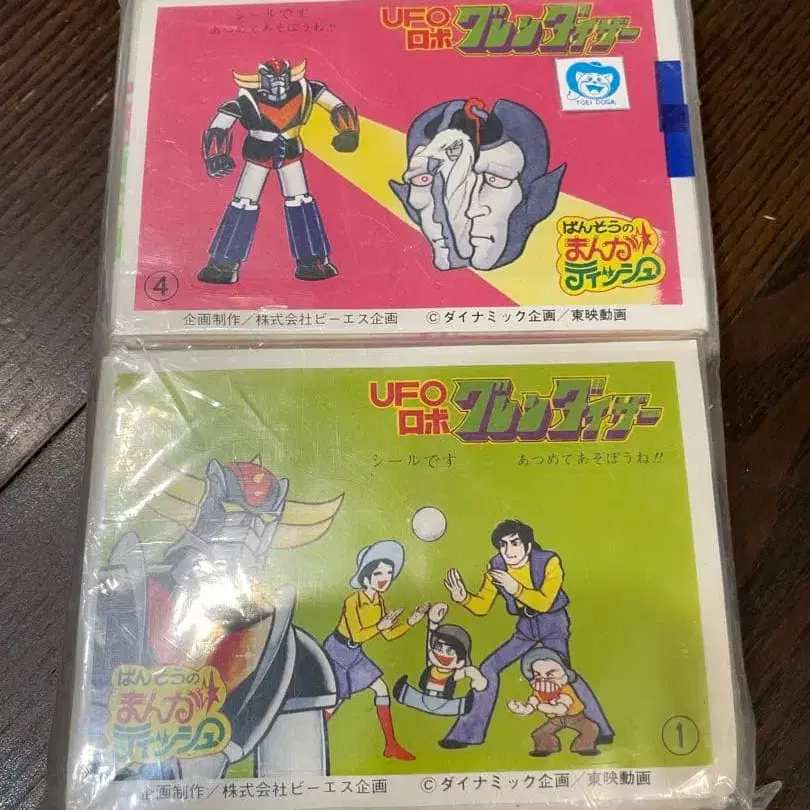 シールです
あつめてあそぼうね!!
UFO
ロボ
グレンダイザー
TOEI DOGA
ばんそうの
まんが
ティッシュ
4
企画制作/株式会社ビーエス企画 ©ダイナミック企画/東映動画
UFO
ロボ
グレンダイザー
シールです あつめてあそぼうね!!
ばんそうの
まんが
ティッシュ
1
企画制作/株式会社ビーエス企画 ©ダイナミック企画/東映動画